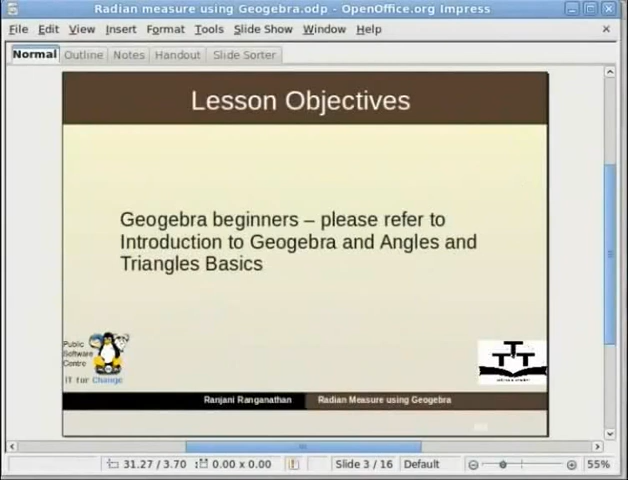 Radian measure using Geogebra.odp - OpenOffice.org Impress
File Edit View Insert Format Tools Slide Show Window Help
Normal Outline Notes Handout Slide Sorter
Lesson Objectives
Geogebra beginners – please refer to
Introduction to Geogebra and Angles and
Triangles Basics
Public
Software
Centre
IT for Change
TTT
Ranjani Ranganathan Radian Measure using Geogebra
31.27 / 3.70 0.00 x 0.00 Slide 3 / 16 Default 55%